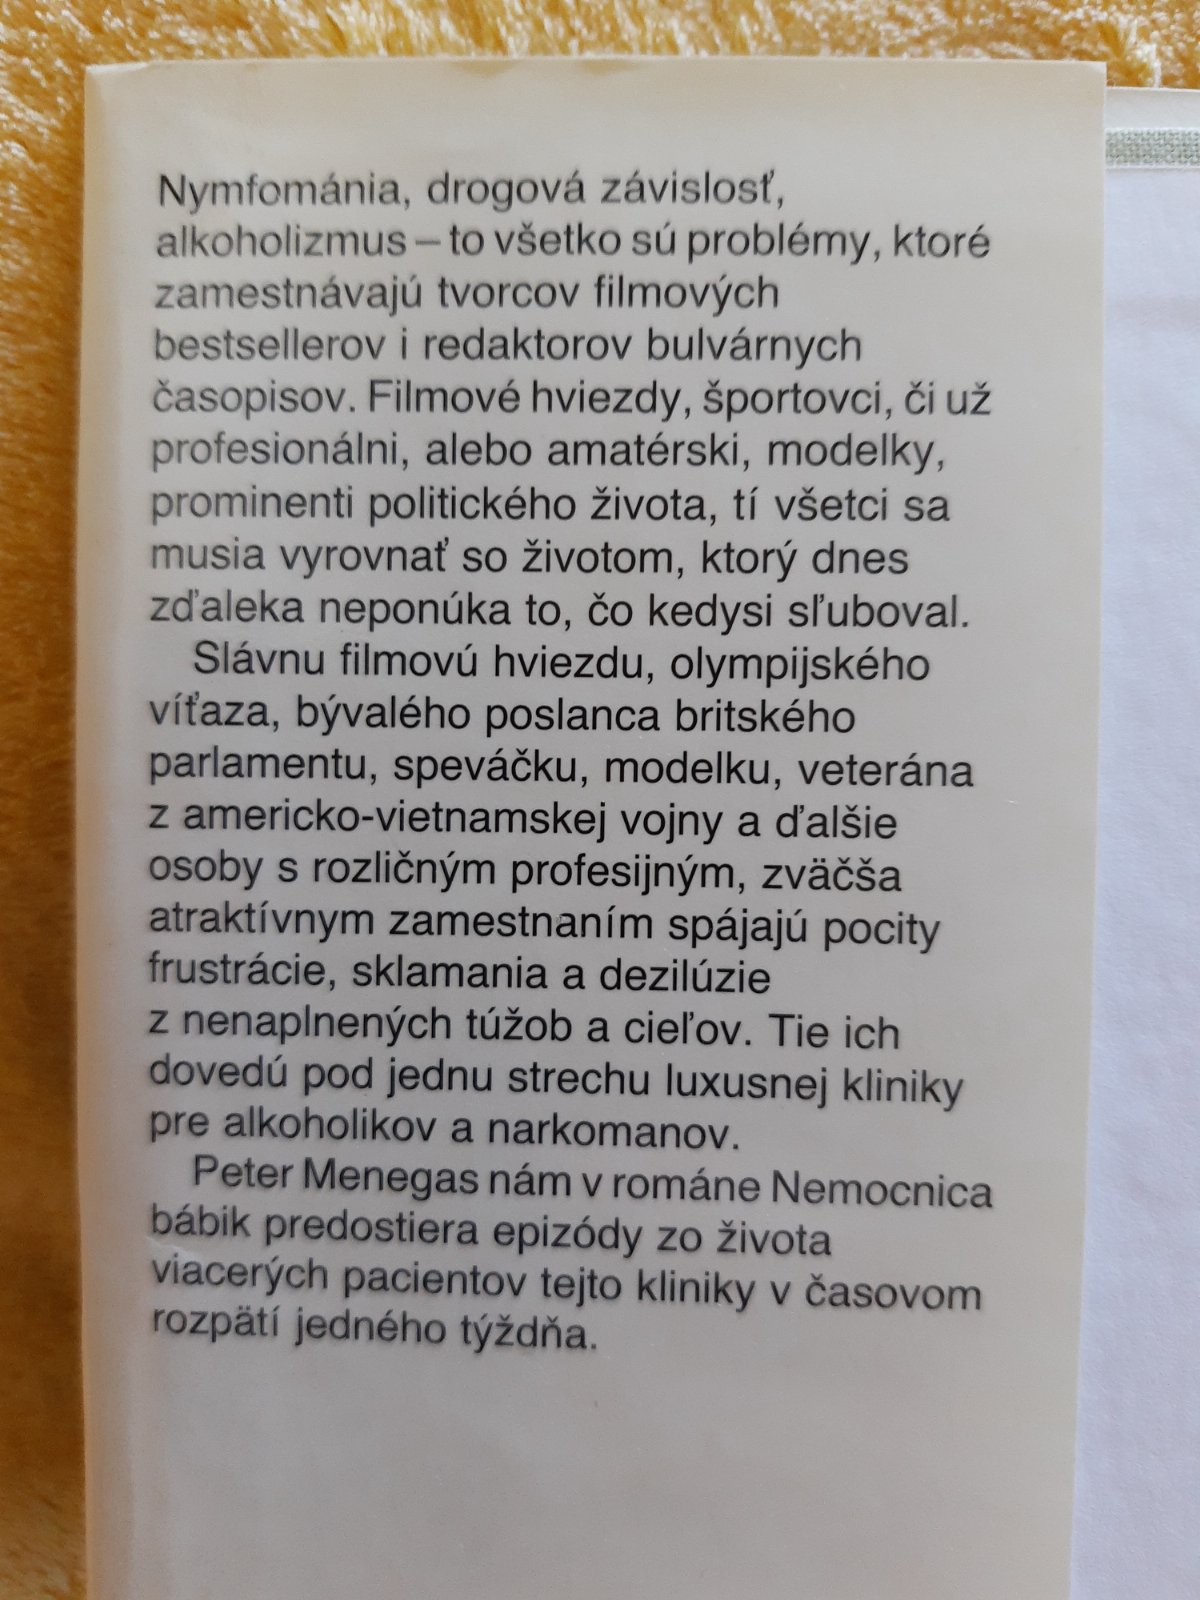 Nymfománia, drogová závislosť,
alkoholizmus – to všetko sú problémy, ktoré
zamestnávajú tvorcov filmových
bestsellerov i redaktorov bulvárnych
časopisov. Filmové hviezdy, športovci, či už
profesionálni, alebo amatérski, modelky,
prominenti politického života, tí všetci sa
musia vyrovnať so životom, ktorý dnes
zďaleka neponúka to, čo kedysi sľuboval.
Slávnu filmovú hviezdu, olympijského
víťaza, bývalého poslanca britského
parlamentu, speváčku, modelku, veterána
z americko-vietnamskej vojny a ďalšie
osoby s rozličným profesijným, zväčša
atraktívnym zamestnaním spájajú pocity
frustrácie, sklamania a dezilúzie
z nenaplnených túžob a cieľov. Tie ich
dovedú pod jednu strechu luxusnej kliniky
pre alkoholikov a narkomanov.
Peter Menegas nám v románe Nemocnica
bábik predostiera epizódy zo života
viacerých pacientov tejto kliniky v časovom
rozpätí jedného týždňa.